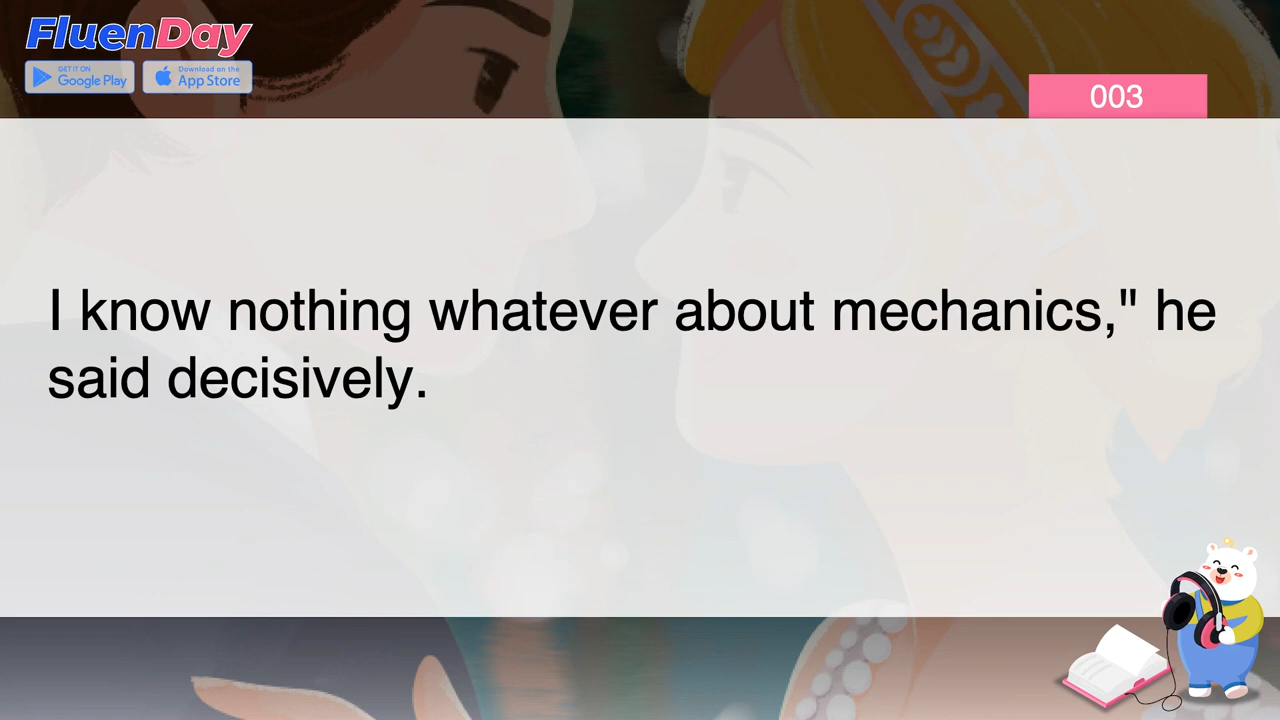 FluenDay
GET IT ON
Google Play
Download on the
App Store
003
I know nothing whatever about mechanics," he
said decisively.